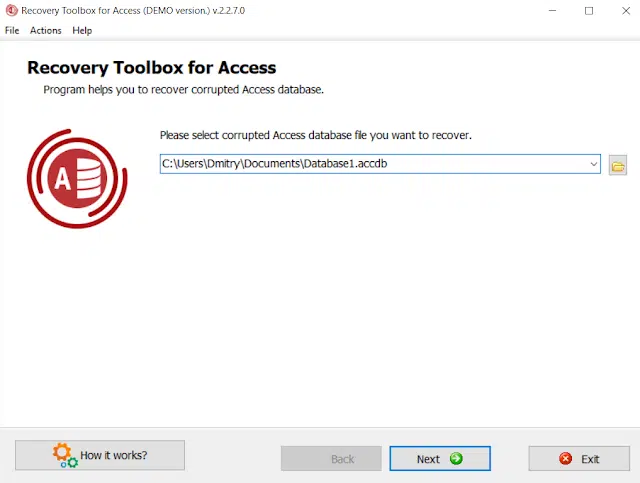 Recovery Toolbox for Access (DEMO version.) v.2.2.7.0
File Actions Help
Recovery Toolbox for Access
Program helps you to recover corrupted Access database.
Please select corrupted Access database file you want to recover.
A
C:\Users\Dmitry\Documents\Database1.accdb
How it works?
Back
Next
Exit